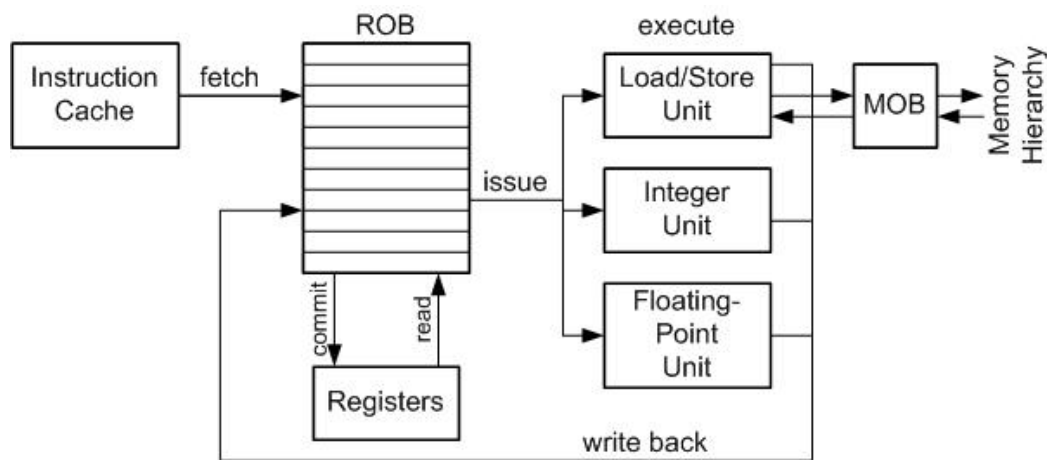 ROB
execute
Instruction
Cache
fetch
Load/Store
Unit
MOB
Memory
Hierarchy
issue
Integer
Unit
commit
read
Floating-
Point
Unit
Registers
write back